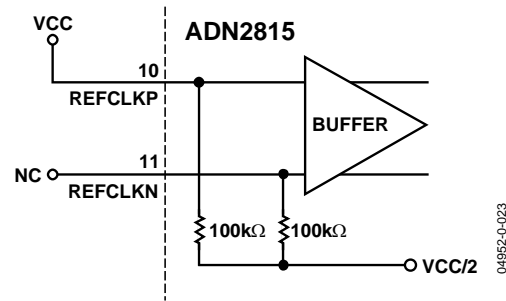 VCC
ADN2815
10
REFCLKP
BUFFER
11
NC
REFCLKN
100kΩ
100kΩ
VCC/2
04952-0-023